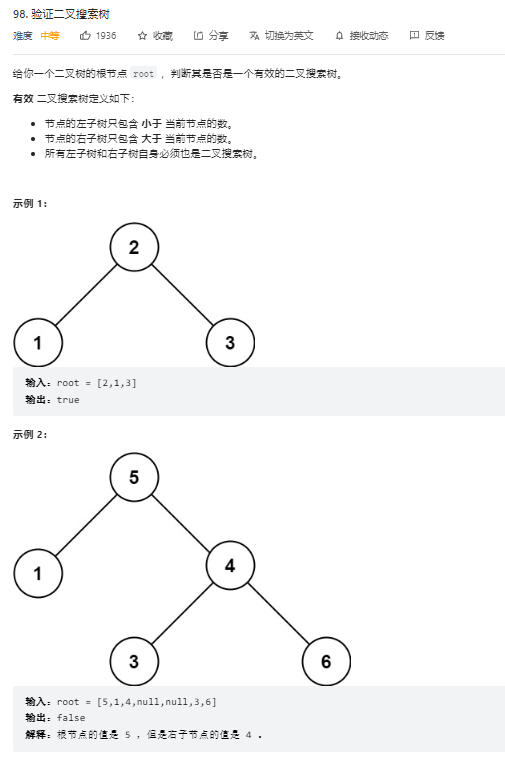 98. 验证二叉搜索树
难度 中等 1936 收藏 分享 切换为英文 接收动态 反馈
给你一个二叉树的根节点 root ，判断其是否是一个有效的二叉搜索树。
有效 二叉搜索树定义如下：
节点的左子树只包含 小于 当前节点的数。
节点的右子树只包含 大于 当前节点的数。
所有左子树和右子树自身必须也是二叉搜索树。
示例 1：
2
1 3
输入：root = [2,1,3]
输出：true
示例 2：
5
1 4
3 6
输入：root = [5,1,4,null,null,3,6]
输出：false
解释：根节点的值是 5 ，但是右子节点的值是 4 。